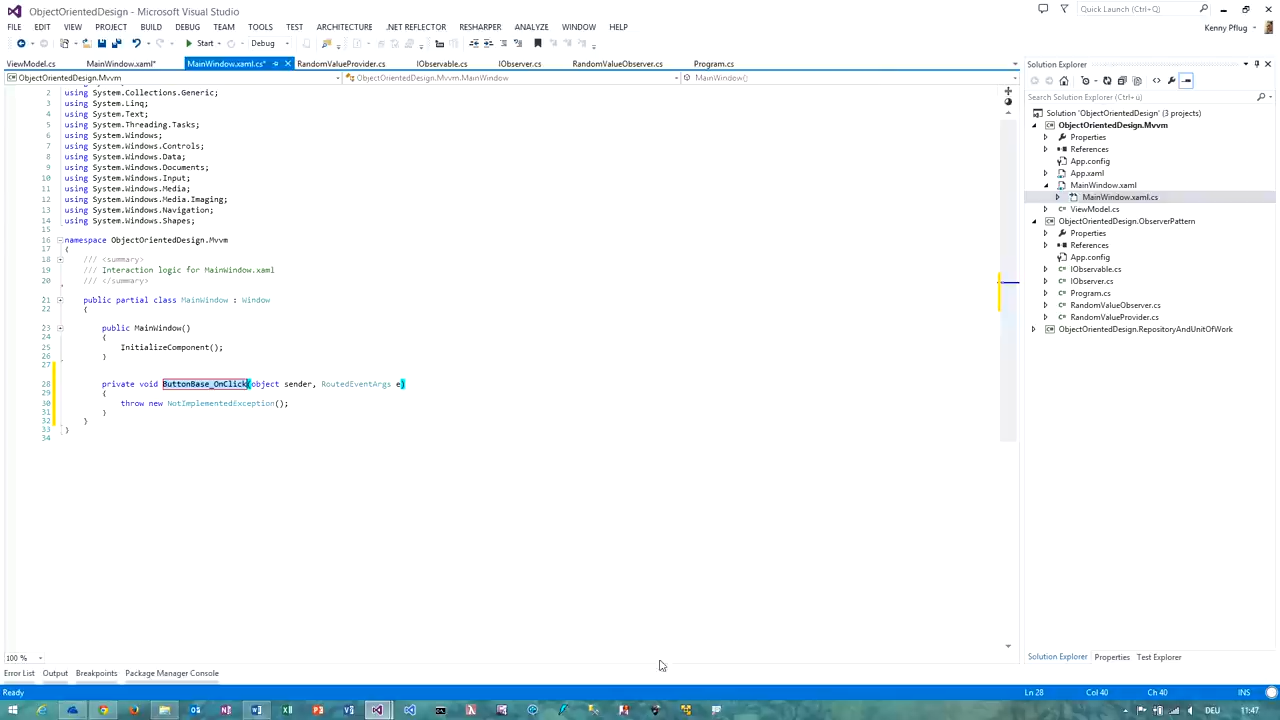 ObjectOrientedDesign - Microsoft Visual Studio
Quick Launch (Ctrl+Q)
FILE EDIT VIEW PROJECT BUILD DEBUG TEAM TOOLS TEST .NET REFLECTOR RESHARPER ANALYZE WINDOW HELP
Kenny Pflug
Start Debug
ViewModel.cs MainWindow.xaml* MainWindow.xaml.cs* RandomValueProvider.cs IObservable.cs IObserver.cs RandomValueObserver.cs Program.cs
ObjectOrientedDesign.Mvvm ObjectOrientedDesign.Mvvm.MainWindow MainWindow()
2 using System.Collections.Generic;
3 using System.Linq;
4 using System.Text;
5 using System.Threading.Tasks;
6 using System.Windows;
7 using System.Windows.Controls;
8 using System.Windows.Data;
9 using System.Windows.Documents;
10 using System.Windows.Input;
11 using System.Windows.Media;
12 using System.Windows.Media.Imaging;
13 using System.Windows.Navigation;
14 using System.Windows.Shapes;
15
16 namespace ObjectOrientedDesign.Mvvm
17 {
18 /// <summary>
19 /// Interaction logic for MainWindow.xaml
20 /// </summary>
21 public partial class MainWindow : Window
22 {
23 public MainWindow()
24 {
25 InitializeComponent();
26 }
27
28 private void ButtonBase_OnClick(object sender, RoutedEventArgs e)
29 {
30 throw new NotImplementedException();
31 }
32 }
33 }
34
100 %
Error List Output Breakpoints Package Manager Console
Solution Explorer
Search Solution Explorer (Ctrl+ü)
Solution 'ObjectOrientedDesign' (3 projects)
ObjectOrientedDesign.Mvvm
Properties
References
App.config
App.xaml
MainWindow.xaml
MainWindow.xaml.cs
ViewModel.cs
ObjectOrientedDesign.ObserverPattern
Properties
References
App.config
IObservable.cs
IObserver.cs
Program.cs
RandomValueObserver.cs
RandomValueProvider.cs
ObjectOrientedDesign.RepositoryAndUnitOfWork
Solution Explorer Properties Test Explorer
Ready Ln 28 Col 40 Ch 40 INS
DEU 11:47